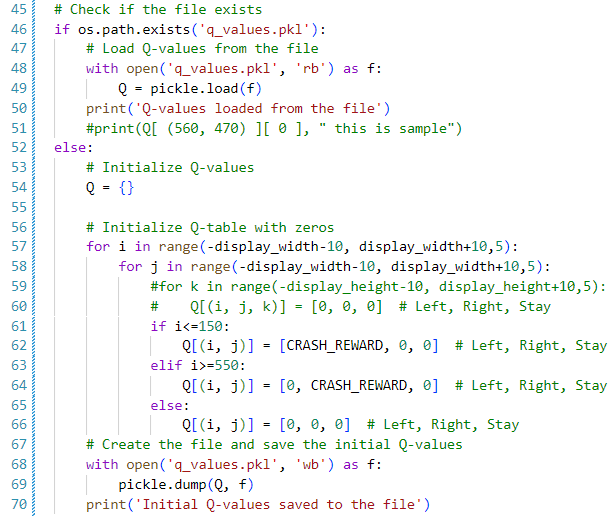 45 # Check if the file exists
46 if os.path.exists('q_values.pkl'):
47     # Load Q-values from the file
48     with open('q_values.pkl', 'rb') as f:
49         Q = pickle.load(f)
50     print('Q-values loaded from the file')
51     #print(Q[ (560, 470) ][ 0 ], " this is sample")
52 else:
53     # Initialize Q-values
54     Q = {}
55
56     # Initialize Q-table with zeros
57     for i in range(-display_width-10, display_width+10,5):
58         for j in range(-display_width-10, display_width+10,5):
59             #for k in range(-display_height-10, display_height+10,5):
60             #    Q[(i, j, k)] = [0, 0, 0]  # Left, Right, Stay
61             if i<=150:
62                 Q[(i, j)] = [CRASH_REWARD, 0, 0]  # Left, Right, Stay
63             elif i>=550:
64                 Q[(i, j)] = [0, CRASH_REWARD, 0]  # Left, Right, Stay
65             else:
66                 Q[(i, j)] = [0, 0, 0]  # Left, Right, Stay
67     # Create the file and save the initial Q-values
68     with open('q_values.pkl', 'wb') as f:
69         pickle.dump(Q, f)
70     print('Initial Q-values saved to the file')